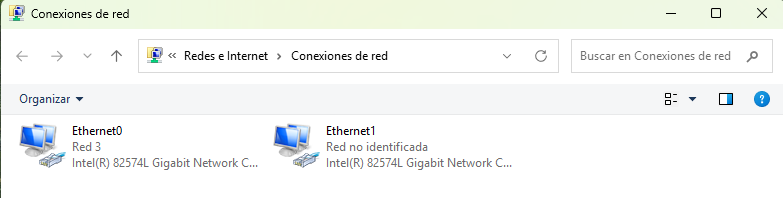 Conexiones de red
« Redes e Internet > Conexiones de red
Buscar en Conexiones de red
Organizar
Ethernet0
Red 3
Intel(R) 82574L Gigabit Network C...
Ethernet1
Red no identificada
Intel(R) 82574L Gigabit Network C...